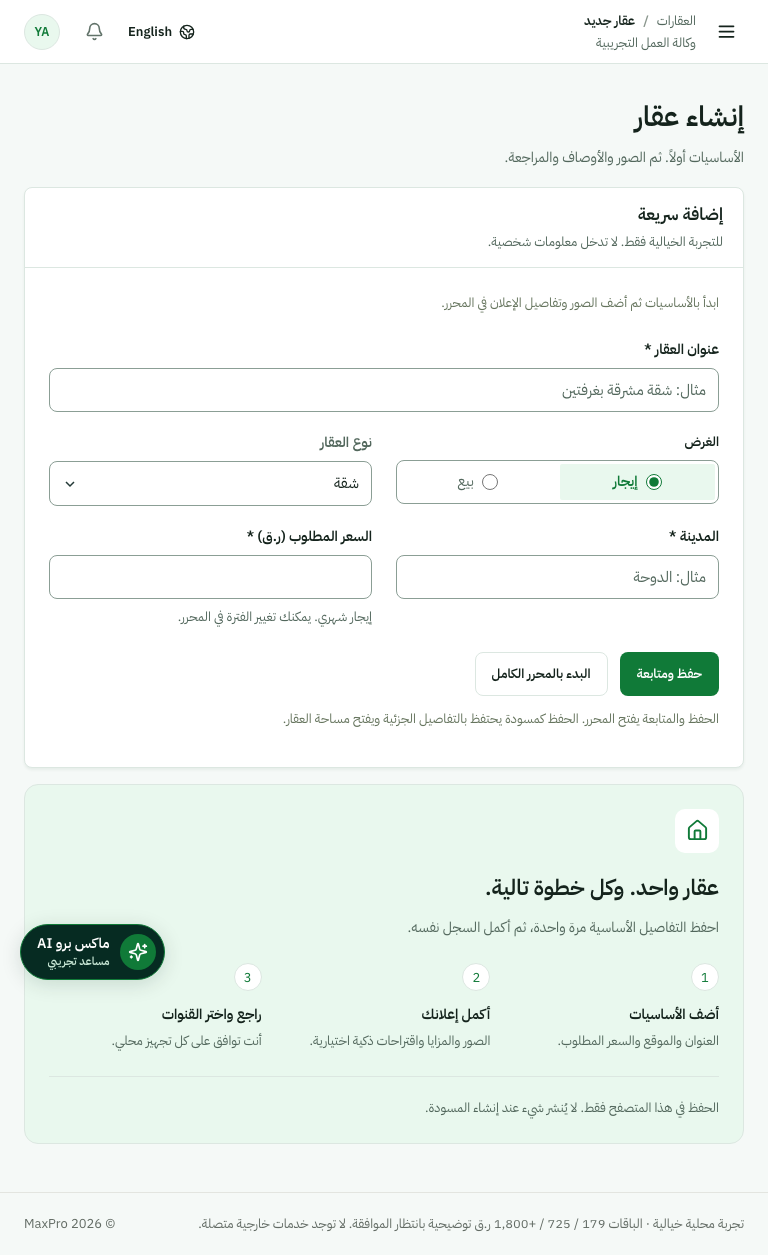 العقارات / عقار جديد
وكالة العمل التجريبية
English
YA
إنشاء عقار
الأساسيات أولاً. ثم الصور والأوصاف والمراجعة.
إضافة سريعة
للتجربة الخيالية فقط. لا تدخل معلومات شخصية.
ابدأ بالأساسيات ثم أضف الصور وتفاصيل الإعلان في المحرر.
عنوان العقار *
مثال: شقة مشرقة بغرفتين
الغرض
إيجار
بيع
نوع العقار
شقة
المدينة *
مثال: الدوحة
السعر المطلوب (ر.ق) *
إيجار شهري. يمكنك تغيير الفترة في المحرر.
حفظ ومتابعة
البدء بالمحرر الكامل
الحفظ والمتابعة يفتح المحرر. الحفظ كمسودة يحتفظ بالتفاصيل الجزئية ويفتح مساحة العقار.
عقار واحد. وكل خطوة تالية.
احفظ التفاصيل الأساسية مرة واحدة، ثم أكمل السجل نفسه.
1
أضف الأساسيات
العنوان والموقع والسعر المطلوب.
2
أكمل إعلانك
الصور والمزايا واقتراحات ذكية اختيارية.
3
راجع واختر القنوات
أنت توافق على كل تجهيز محلي.
ماكس برو AI
مساعد تجريبي
الحفظ في هذا المتصفح فقط. لا يُنشر شيء عند إنشاء المسودة.
تجربة محلية خيالية · الباقات 179 / 725 / +1,800 ر.ق توضيحية بانتظار الموافقة. لا توجد خدمات خارجية متصلة.
© 2026 MaxPro